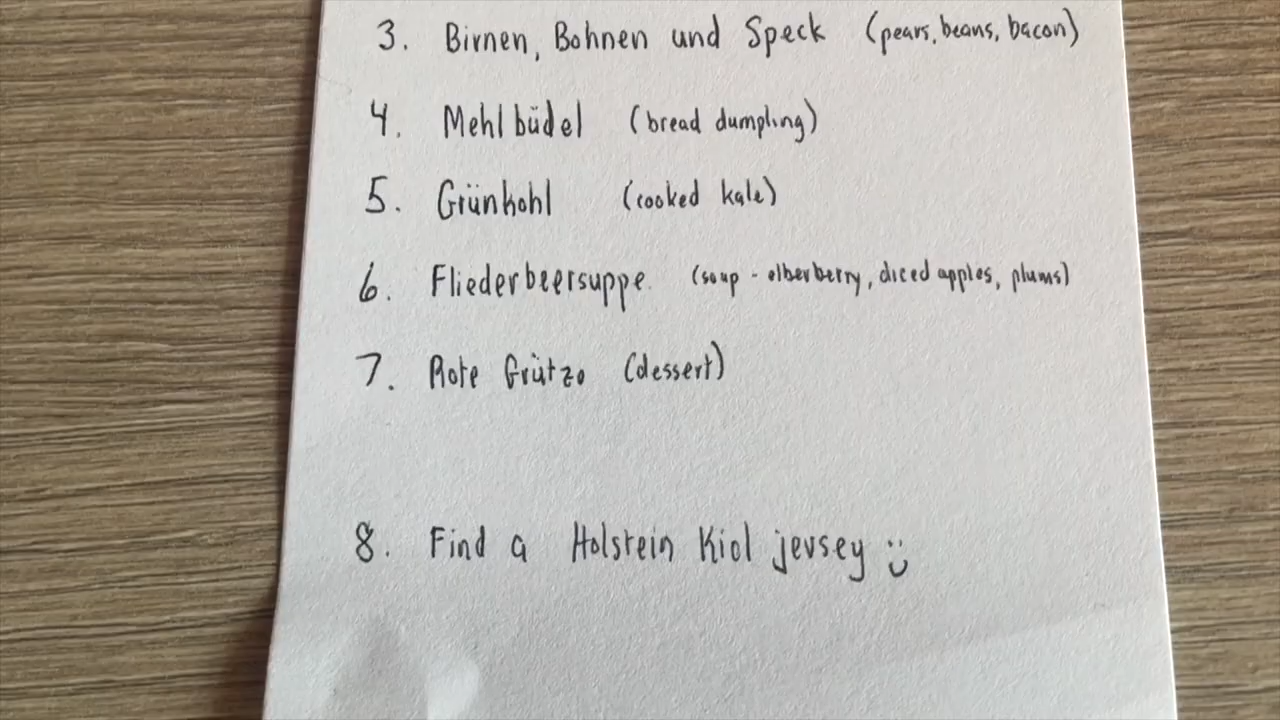 3. Birnen, Bohnen und Speck (pears, beans, bacon)
4. Mehlbüdel (bread dumpling)
5. Grünkohl (cooked kale)
6. Fliederbeersuppe. (soup - elberberry, diced apples, plums)
7. Rote Grütze (dessert)
8. Find a Holstein Kiel jersey :)